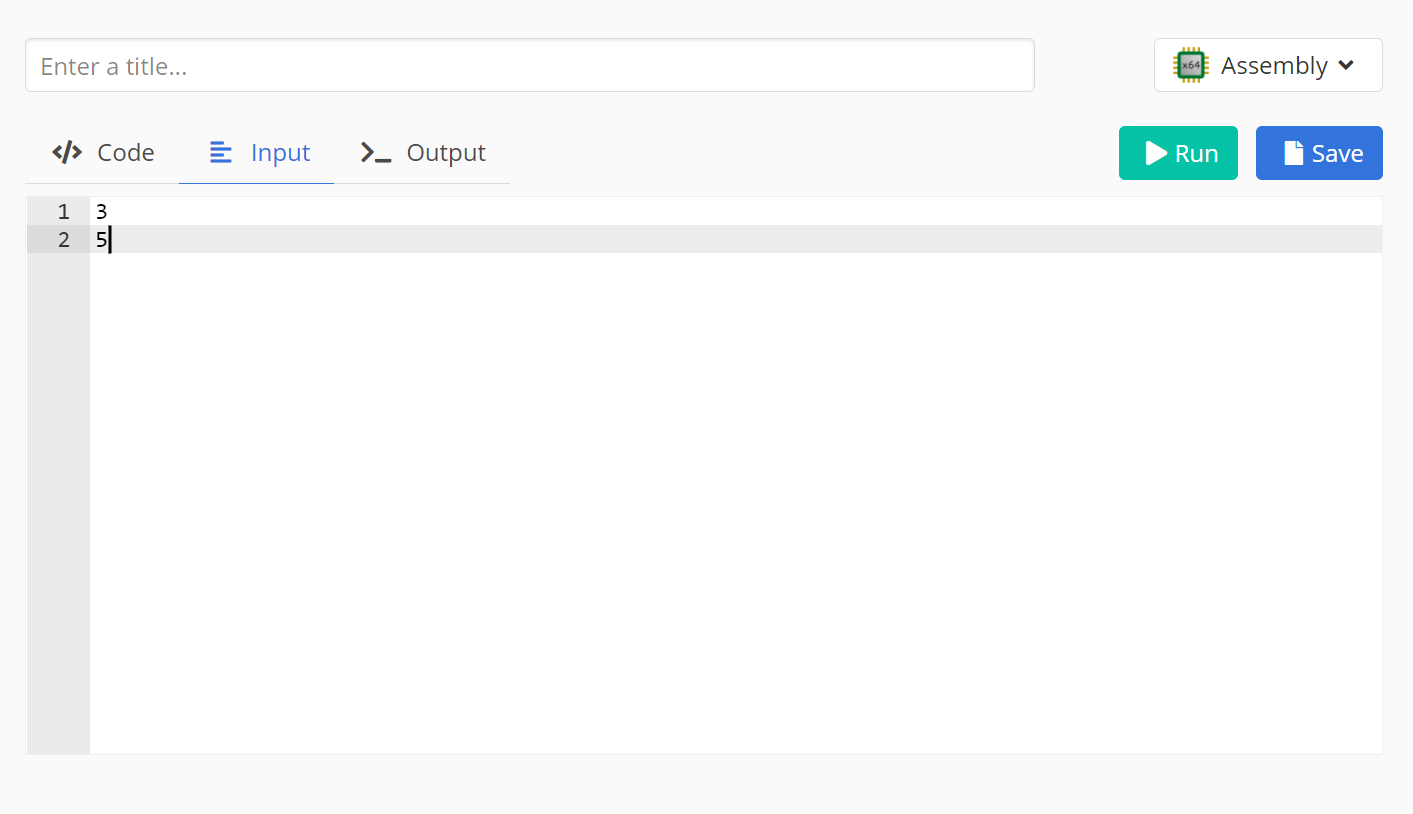 Enter a title...
x64 Assembly
Code Input Output
Run Save
1 3
2 5